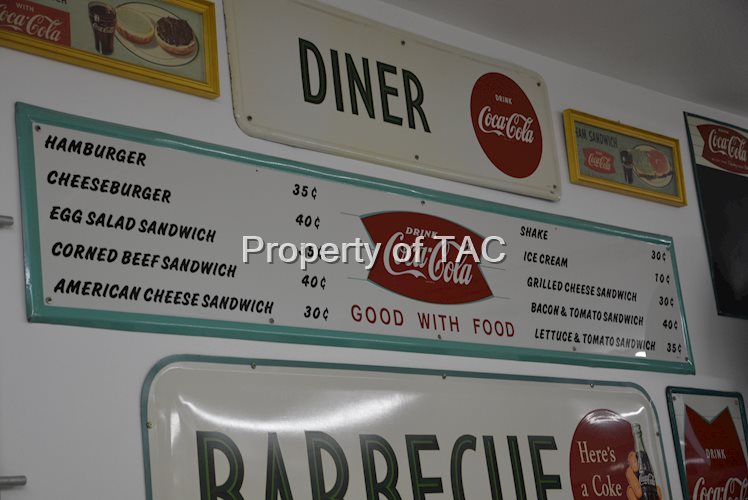 WITH
Coca-Cola
DINER
DRINK
Coca-Cola
HAM SANDWICH
Coca-Cola
Coca-Cola
HAMBURGER 35¢
CHEESEBURGER 40¢
EGG SALAD SANDWICH
CORNED BEEF SANDWICH 40¢
AMERICAN CHEESE SANDWICH 30¢
DRINK
Coca-Cola
GOOD WITH FOOD
SHAKE 30¢
ICE CREAM 10¢
GRILLED CHEESE SANDWICH 30¢
BACON & TOMATO SANDWICH 40¢
LETTUCE & TOMATO SANDWICH 35¢
Property of TAC
BARBECUE
Here's
a Coke
DRINK
Coca-Cola